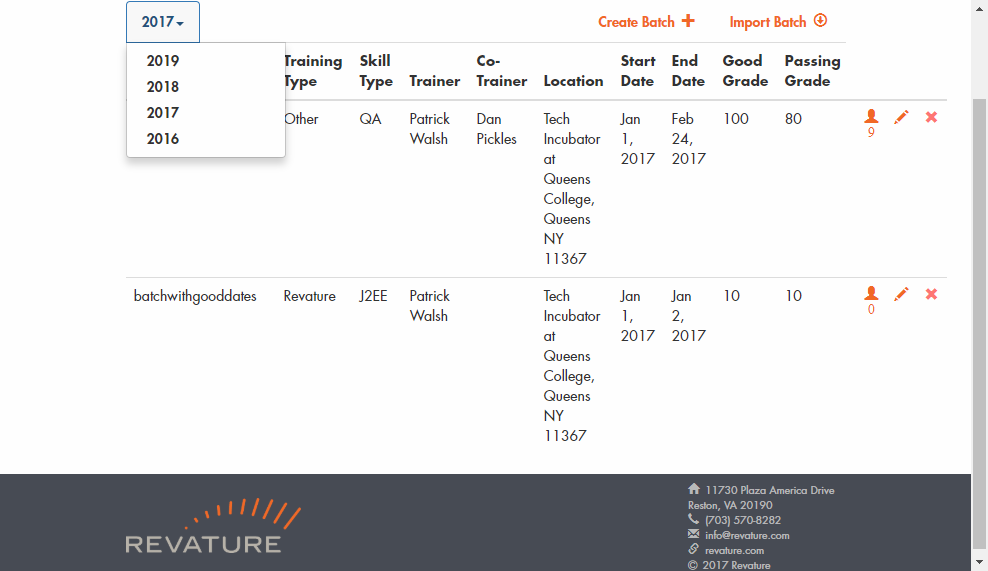 2017
Create Batch
Import Batch
2019
2018
2017
2016
Training Type
Skill Type
Trainer
Co-Trainer
Location
Start Date
End Date
Good Grade
Passing Grade
Other
QA
Patrick
Walsh
Dan
Pickles
Tech
Incubator
at
Queens
College,
Queens
NY
11367
Jan
1,
2017
Feb
24,
2017
100
80
9
batchwithgooddates
Revature
J2EE
Patrick
Walsh
Tech
Incubator
at
Queens
College,
Queens
NY
11367
Jan
1,
2017
Jan
2,
2017
10
10
0
REVATURE
11730 Plaza America Drive
Reston, VA 20190
(703) 570-8282
info@revature.com
revature.com
© 2017 Revature